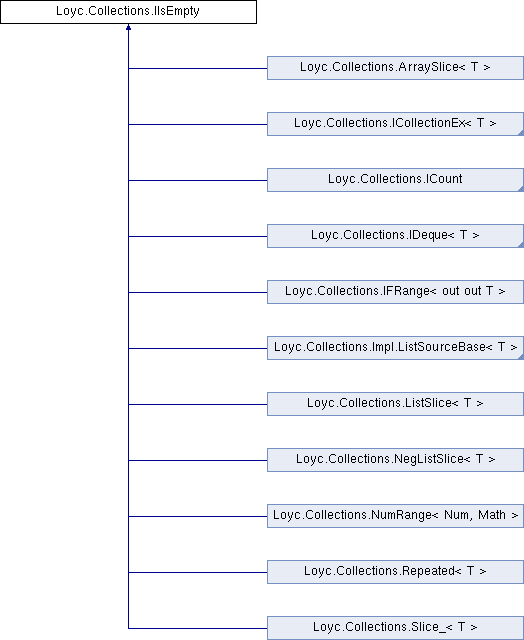 Loyc.Collections.IIsEmpty
Loyc.Collections.ArraySlice< T >
Loyc.Collections.ICollectionEx< T >
Loyc.Collections.ICount
Loyc.Collections.IDeque< T >
Loyc.Collections.IFRange< out out T >
Loyc.Collections.Impl.ListSourceBase< T >
Loyc.Collections.ListSlice< T >
Loyc.Collections.NegListSlice< T >
Loyc.Collections.NumRange< Num, Math >
Loyc.Collections.Repeated< T >
Loyc.Collections.Slice_< T >